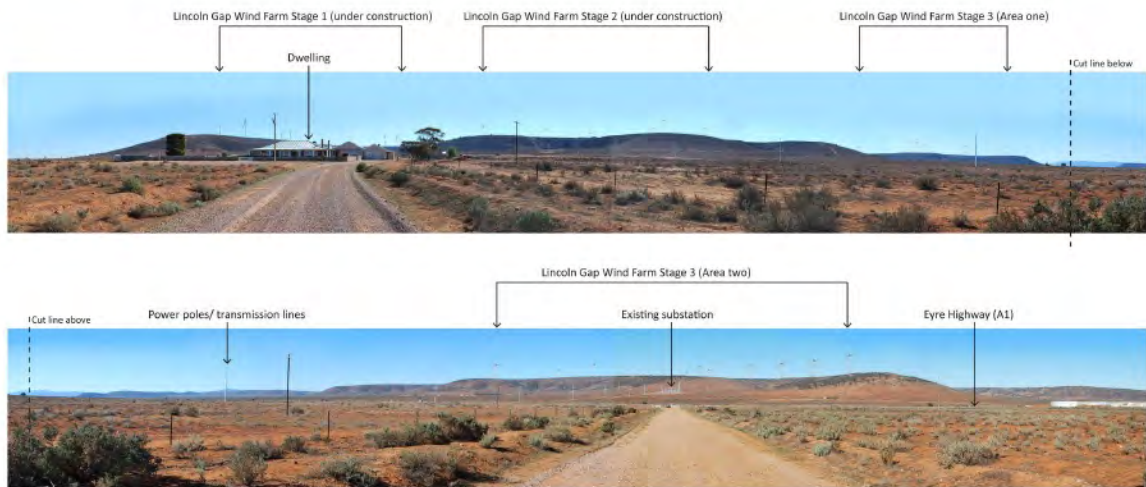 Lincoln Gap Wind Farm Stage 1 (under construction)
Lincoln Gap Wind Farm Stage 2 (under construction)
Lincoln Gap Wind Farm Stage 3 (Area one)
Dwelling
Cut line below
Lincoln Gap Wind Farm Stage 3 (Area two)
Cut line above
Power poles/ transmission lines
Existing substation
Eyre Highway (A1)